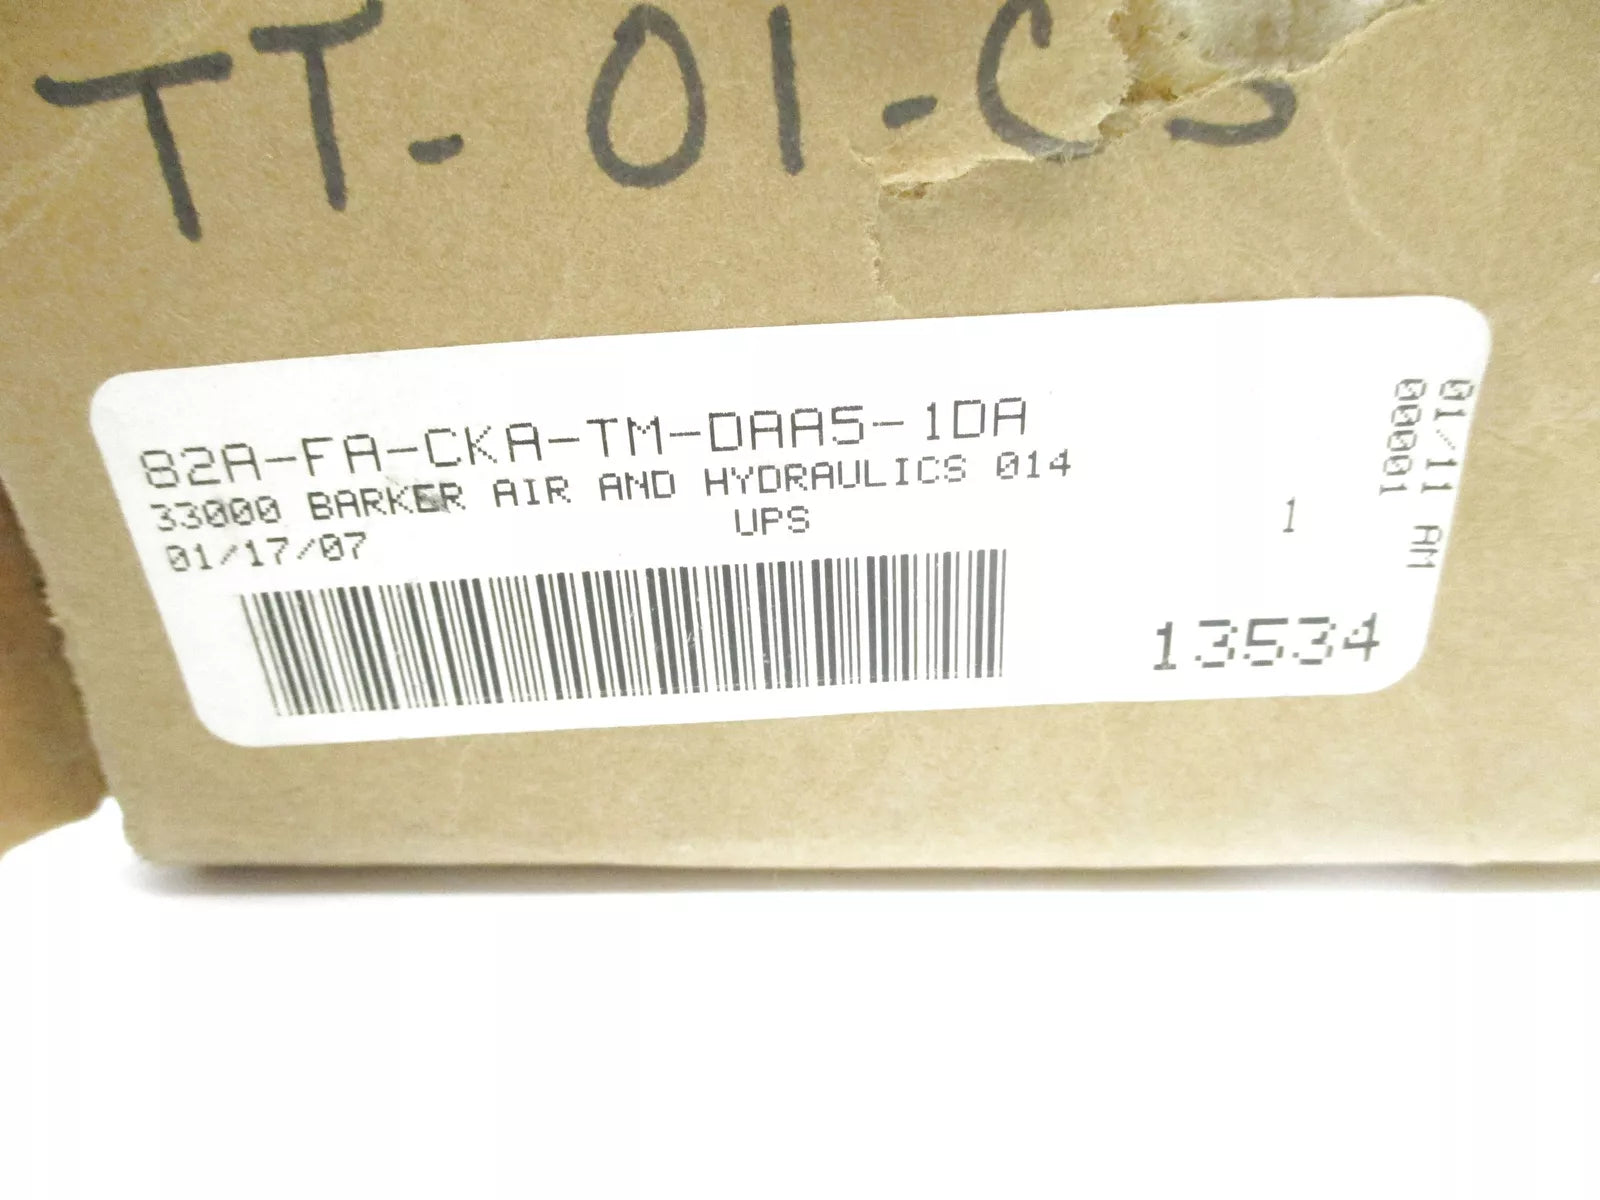 TT-01-C
82A-FA-CKA-TM-DAA5-1DA
33000 BARKER AIR AND HYDRAULICS 014
01/17/07 UPS 1
13534
01/11 AM
00001